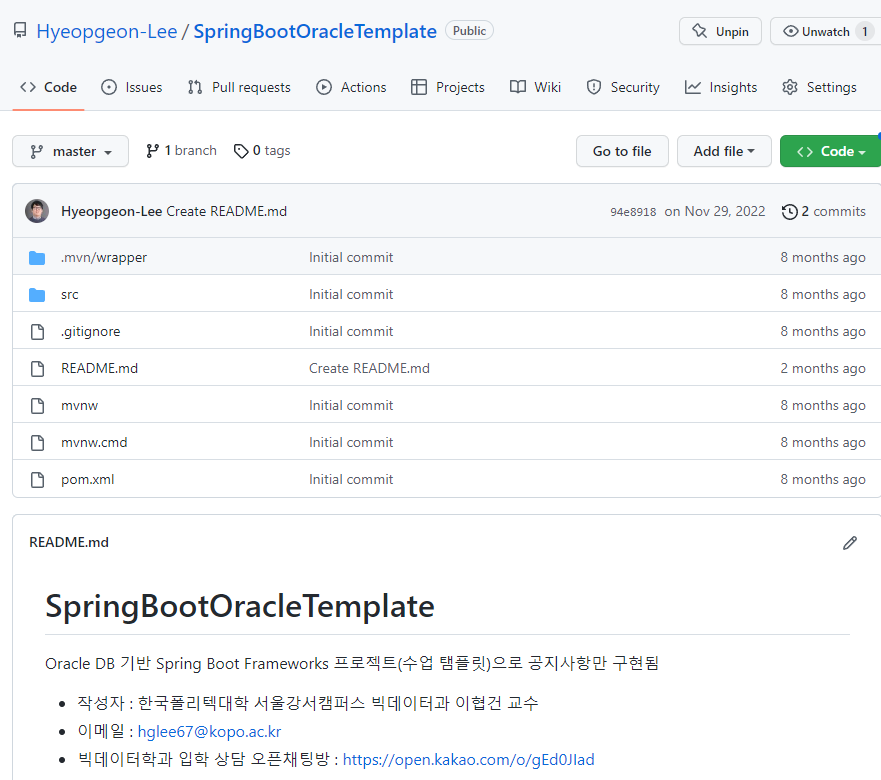 Hyeopgeon-Lee / SpringBootOracleTemplate Public Unpin Unwatch 1
Code Issues Pull requests Actions Projects Wiki Security Insights Settings
master 1 branch 0 tags Go to file Add file Code
Hyeopgeon-Lee Create README.md 94e8918 on Nov 29, 2022 2 commits
.mvn/wrapper Initial commit 8 months ago
src Initial commit 8 months ago
.gitignore Initial commit 8 months ago
README.md Create README.md 2 months ago
mvnw Initial commit 8 months ago
mvnw.cmd Initial commit 8 months ago
pom.xml Initial commit 8 months ago
README.md
SpringBootOracleTemplate
Oracle DB 기반 Spring Boot Frameworks 프로젝트(수업 탬플릿)으로 공지사항만 구현됨
작성자 : 한국폴리텍대학 서울강서캠퍼스 빅데이터과 이협건 교수
이메일 : hglee67@kopo.ac.kr
빅데이터학과 입학 상담 오픈채팅방 : https://open.kakao.com/o/gEd0JIad